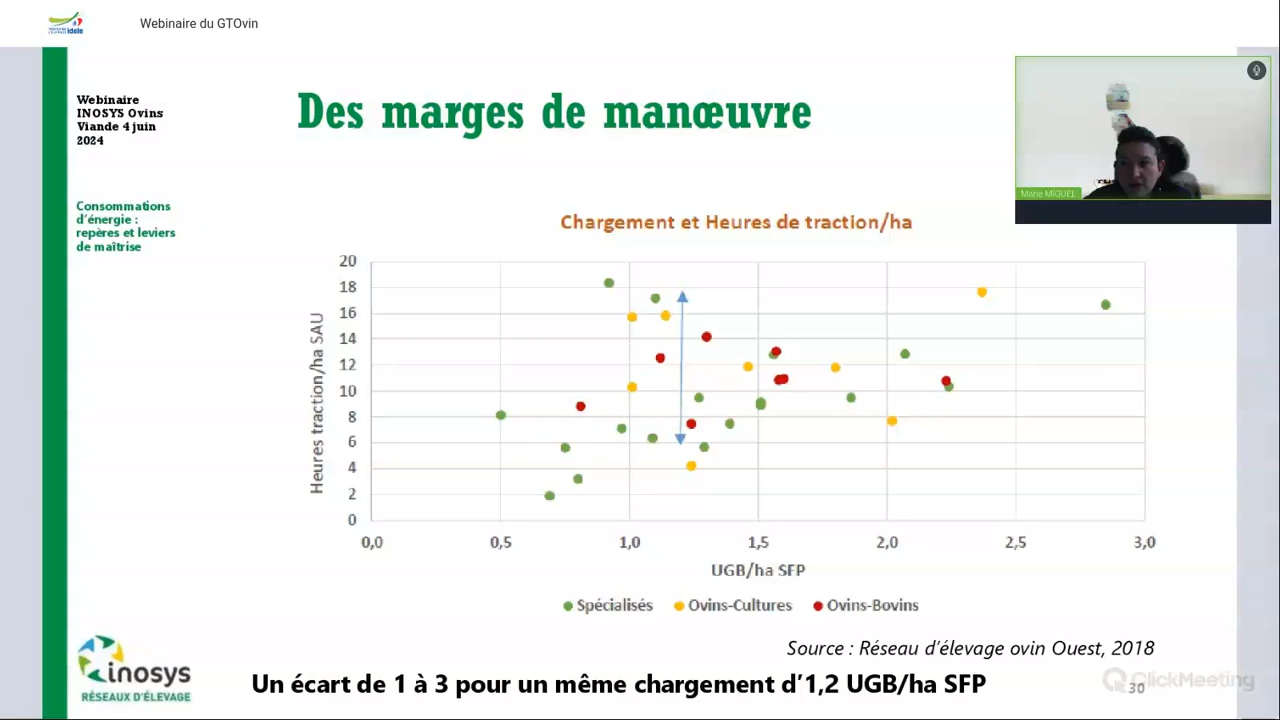 Webinaire du GTOvin
idele
Webinaire
INOSYS Ovins
Viande 4 juin
2024
Des marges de manœuvre
Marie MIQUEL
Consommations
d'énergie :
repères et leviers
de maîtrise
Chargement et Heures de traction/ha
Heures traction/ha SAU
20
18
16
14
12
10
8
6
4
2
0
0,0 0,5 1,0 1,5 2,0 2,5 3,0
UGB/ha SFP
Spécialisés Ovins-Cultures Ovins-Bovins
Source : Réseau d'élevage ovin Ouest, 2018
inosys
RÉSEAUX D'ÉLEVAGE
Un écart de 1 à 3 pour un même chargement d'1,2 UGB/ha SFP
ClickMeeting
30